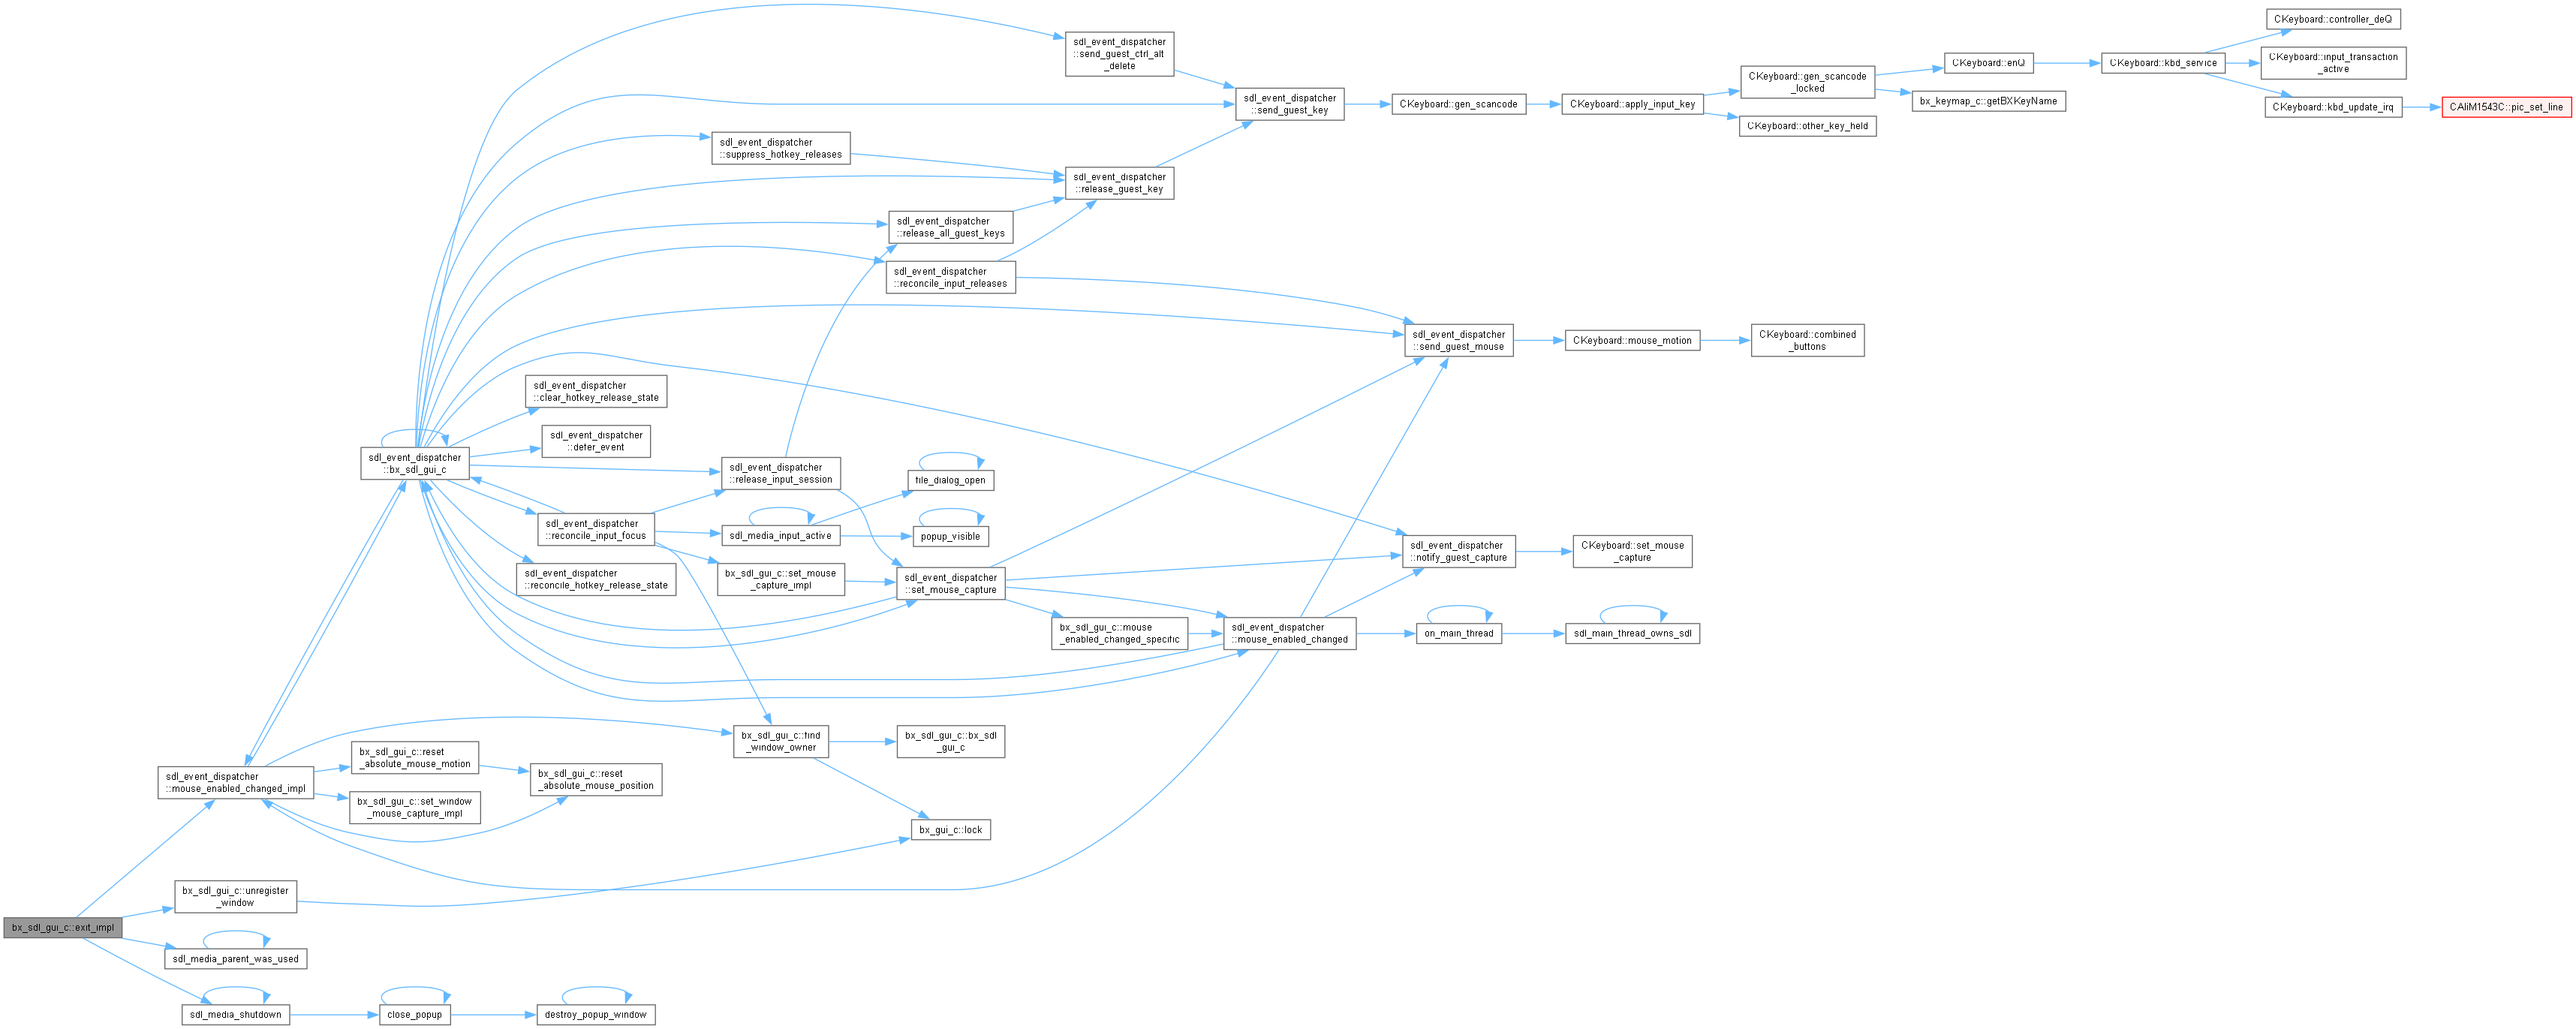 CKeyboard::controller_deQ
sdl_event_dispatcher
::send_guest_ctrl_alt
_delete
CKeyboard::enQ
CKeyboard::kbd_service
CKeyboard::input_transaction
_active
CKeyboard::gen_scancode
_locked
sdl_event_dispatcher
::send_guest_key
CKeyboard::gen_scancode
CKeyboard::apply_input_key
bx_keymap_c::getBXKeyName
CKeyboard::kbd_update_irq
CAliM1543C::pic_set_line
CKeyboard::other_key_held
sdl_event_dispatcher
::suppress_hotkey_releases
sdl_event_dispatcher
::release_guest_key
sdl_event_dispatcher
::release_all_guest_keys
sdl_event_dispatcher
::reconcile_input_releases
sdl_event_dispatcher
::send_guest_mouse
CKeyboard::mouse_motion
CKeyboard::combined
_buttons
sdl_event_dispatcher
::clear_hotkey_release_state
sdl_event_dispatcher
::defer_event
sdl_event_dispatcher
::bx_sdl_gui_c
sdl_event_dispatcher
::release_input_session
file_dialog_open
sdl_event_dispatcher
::reconcile_input_focus
sdl_media_input_active
popup_visible
sdl_event_dispatcher
::notify_guest_capture
CKeyboard::set_mouse
_capture
sdl_event_dispatcher
::reconcile_hotkey_release_state
bx_sdl_gui_c::set_mouse
_capture_impl
sdl_event_dispatcher
::set_mouse_capture
bx_sdl_gui_c::mouse
_enabled_changed_specific
sdl_event_dispatcher
::mouse_enabled_changed
on_main_thread
sdl_main_thread_owns_sdl
bx_sdl_gui_c::find
_window_owner
bx_sdl_gui_c::bx_sdl
_gui_c
sdl_event_dispatcher
::mouse_enabled_changed_impl
bx_sdl_gui_c::reset
_absolute_mouse_motion
bx_sdl_gui_c::reset
_absolute_mouse_position
bx_sdl_gui_c::set_window
_mouse_capture_impl
bx_gui_c::lock
bx_sdl_gui_c::unregister
_window
bx_sdl_gui_c::exit_impl
sdl_media_parent_was_used
sdl_media_shutdown
close_popup
destroy_popup_window